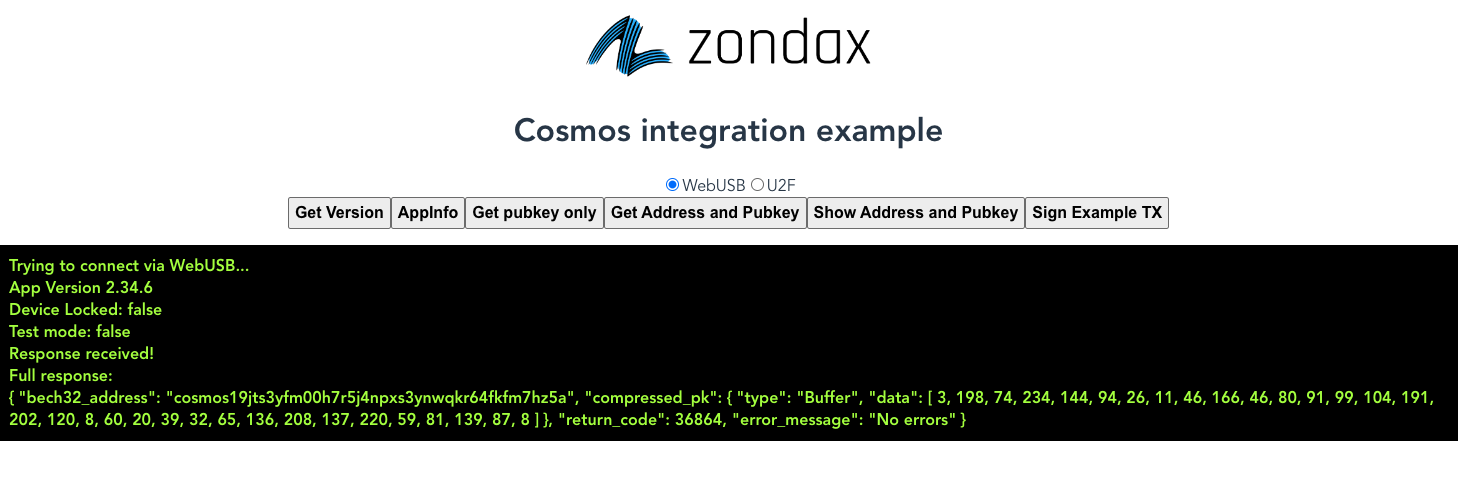 zondax
Cosmos integration example
WebUSB U2F
Get Version AppInfo Get pubkey only Get Address and Pubkey Show Address and Pubkey Sign Example TX
Trying to connect via WebUSB...
App Version 2.34.6
Device Locked: false
Test mode: false
Response received!
Full response:
{ "bech32_address": "cosmos19jts3yfm00h7r5j4npxs3ynwqkr64fkfm7hz5a", "compressed_pk": { "type": "Buffer", "data": [ 3, 198, 74, 234, 144, 94, 26, 11, 46, 166, 46, 80, 91, 99, 104, 191,
202, 120, 8, 60, 20, 39, 32, 65, 136, 208, 137, 220, 59, 81, 139, 87, 8 ] }, "return_code": 36864, "error_message": "No errors" }